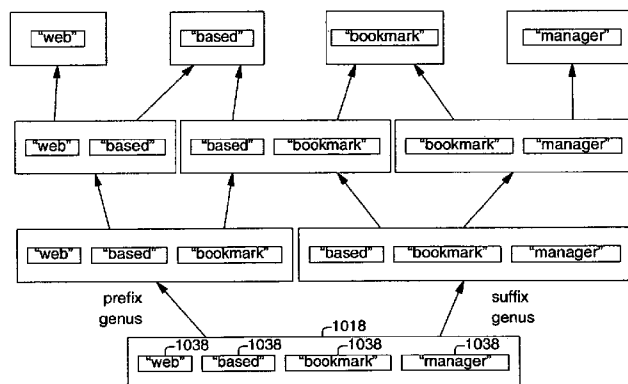 "web" "based" "bookmark" "manager"
"web" "based" "based" "bookmark" "bookmark" "manager"
"web" "based" "bookmark" "based" "bookmark" "manager"
prefix genus
suffix genus
1018
1038 1038 1038 1038
"web" "based" "bookmark" "manager"